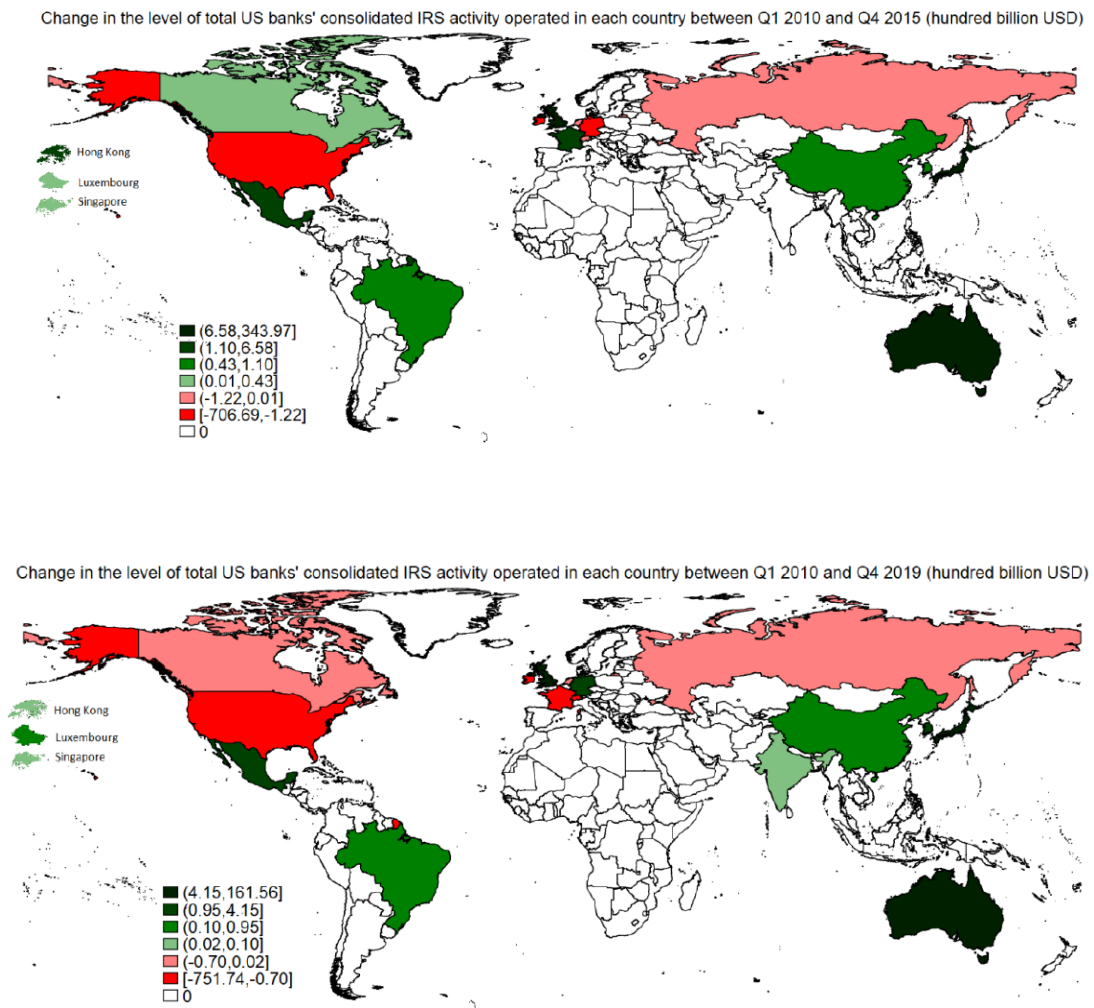 Change in the level of total US banks' consolidated IRS activity operated in each country between Q1 2010 and Q4 2015 (hundred billion USD)
Hong Kong
Luxembourg
Singapore
(6.58,343.97]
(1.10,6.58]
(0.43,1.10]
(0.01,0.43]
(-1.22,0.01]
[-706.69,-1.22]
0
Change in the level of total US banks' consolidated IRS activity operated in each country between Q1 2010 and Q4 2019 (hundred billion USD)
Hong Kong
Luxembourg
Singapore
(4.15,161.56]
(0.95,4.15]
(0.10,0.95]
(0.02,0.10]
(-0.70,0.02]
[-751.74,-0.70]
0